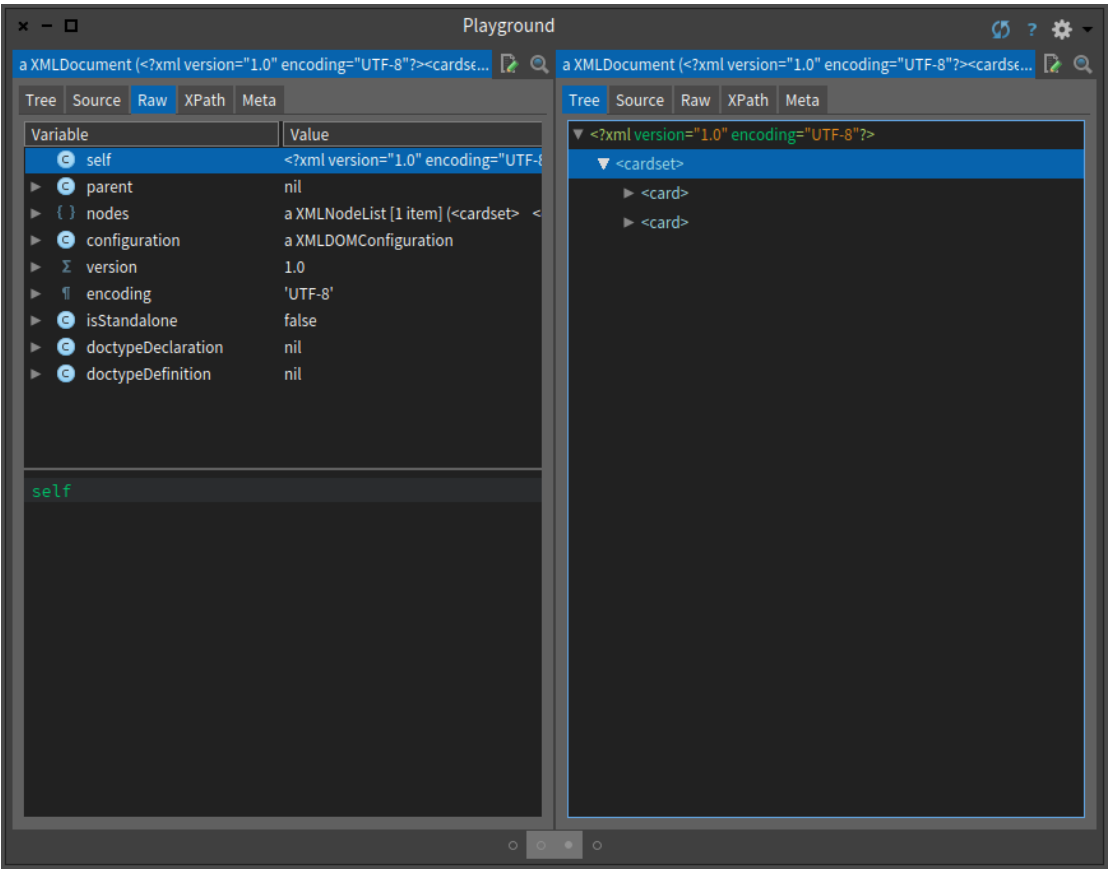 Playground
?
a XMLDocument (<?xml version="1.0" encoding="UTF-8"?><cardse...
Tree Source Raw XPath Meta
Variable Value
self <?xml version="1.0" encoding="UTF-8
parent nil
{ } nodes a XMLNodeList [1 item] (<cardset> <
configuration a XMLDOMConfiguration
Σ version 1.0
¶ encoding 'UTF-8'
isStandalone false
doctypeDeclaration nil
doctypeDefinition nil
self
a XMLDocument (<?xml version="1.0" encoding="UTF-8"?><cardse...
Tree Source Raw XPath Meta
<?xml version="1.0" encoding="UTF-8"?>
<cardset>
<card>
<card>